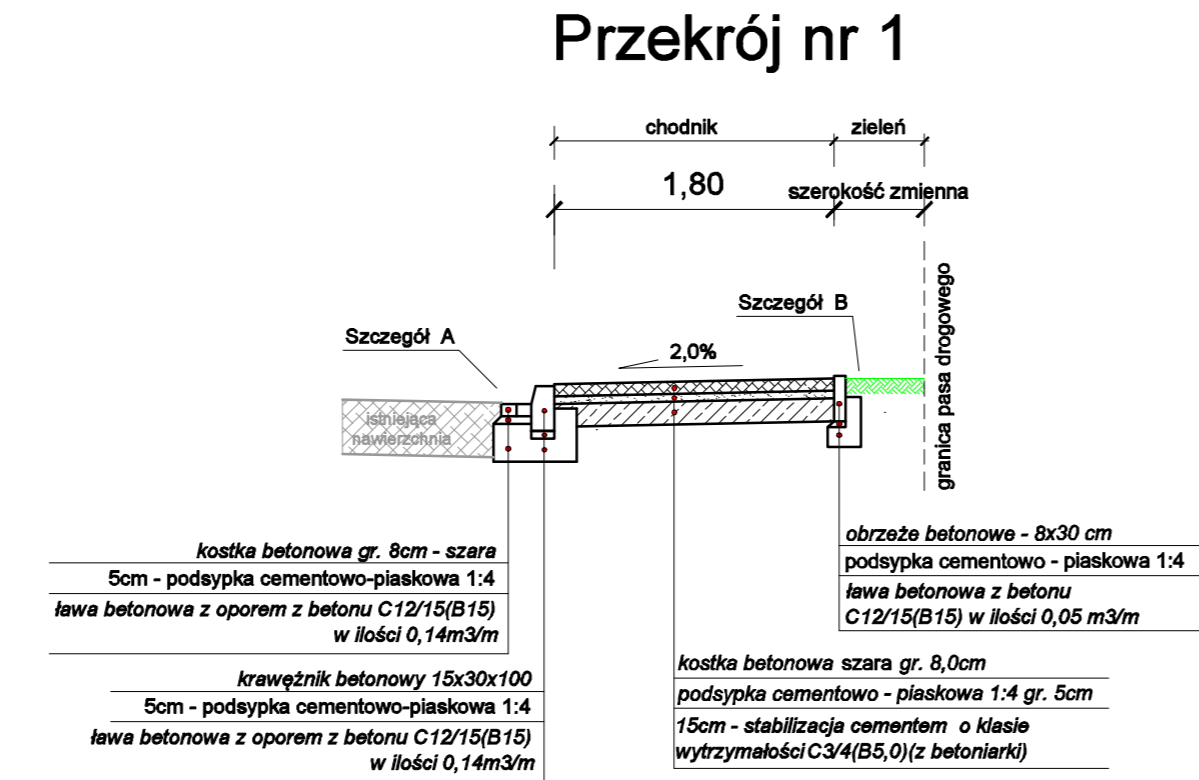 Przekrój nr 1
chodnik
zieleń
1,80
szerokość zmienna
granica pasa drogowego
Szczegół B
Szczegół A
2,0%
istniejąca
nawierzchnia
kostka betonowa gr. 8cm - szara
5cm - podsypka cementowo-piaskowa 1:4
ława betonowa z oporem z betonu C12/15(B15)
w ilości 0,14m3/m
krawężnik betonowy 15x30x100
5cm - podsypka cementowo-piaskowa 1:4
ława betonowa z oporem z betonu C12/15(B15)
w ilości 0,14m3/m
obrzeże betonowe - 8x30 cm
podsypka cementowo - piaskowa 1:4
ława betonowa z betonu
C12/15(B15) w ilości 0,05 m3/m
kostka betonowa szara gr. 8,0cm
podsypka cementowo - piaskowa 1:4 gr. 5cm
15cm - stabilizacja cementem o klasie
wytrzymałości C3/4(B5,0)(z betoniarki)